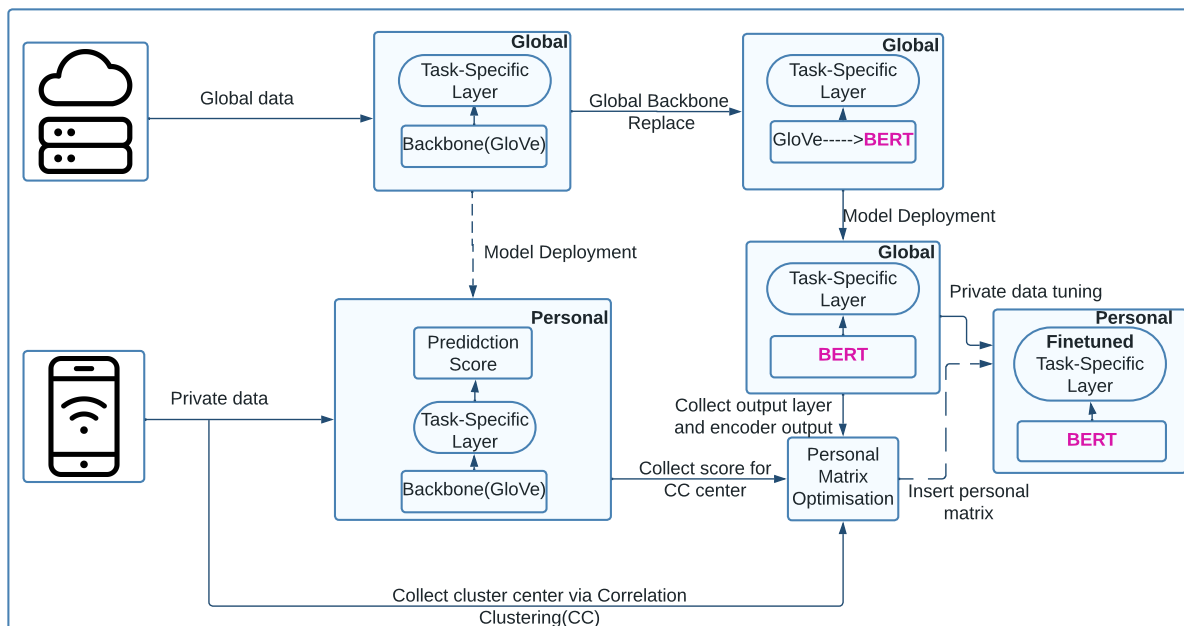 Global
Task-Specific
Layer
Backbone(GloVe)
Global data
Global Backbone
Replace
Global
Task-Specific
Layer
GloVe----->BERT
Model Deployment
Model Deployment
Global
Task-Specific
Layer
BERT
Private data tuning
Personal
Finetuned
Task-Specific
Layer
BERT
Personal
Predidction
Score
Task-Specific
Layer
Backbone(GloVe)
Private data
Collect output layer
and encoder output
Collect score for
CC center
Personal
Matrix
Optimisation
Insert personal
matrix
Collect cluster center via Correlation
Clustering(CC)